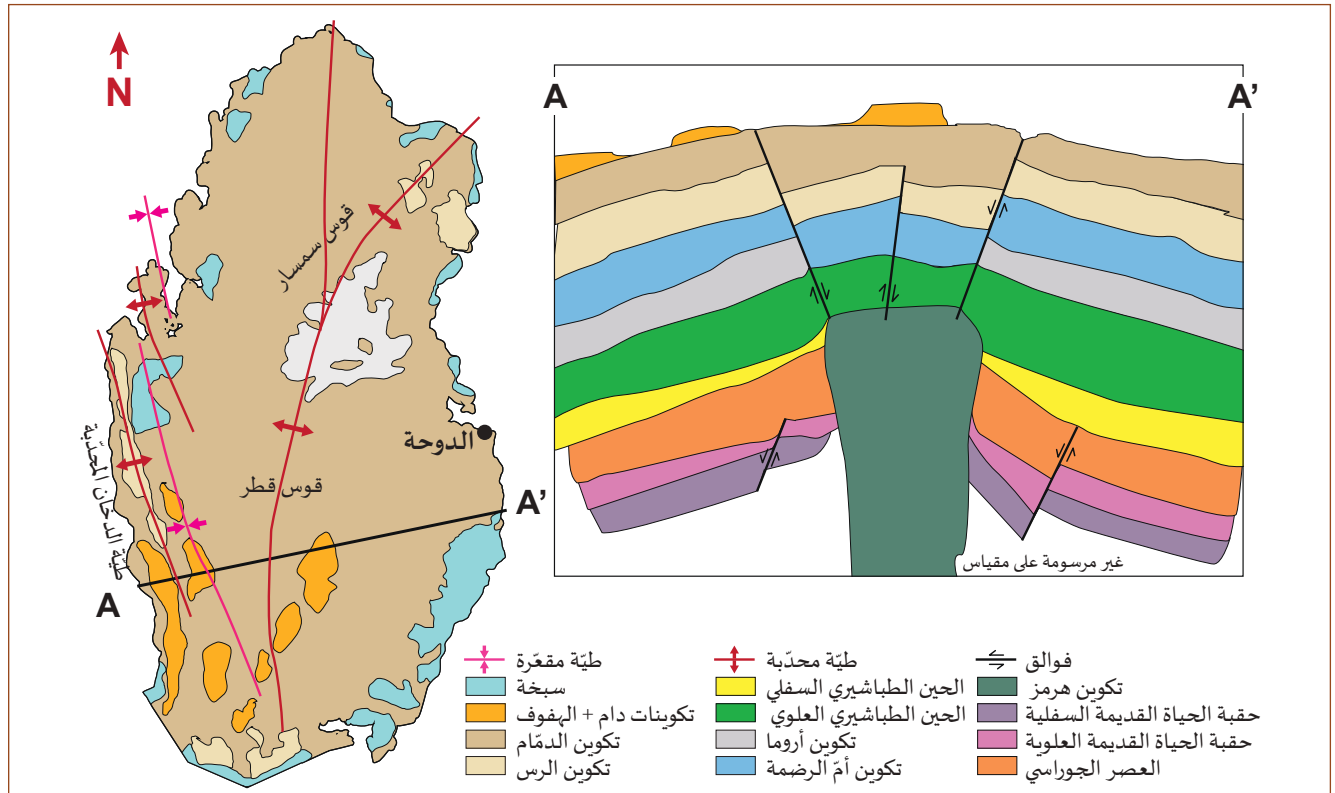 N
قوس سمسار
الدوحة
قوس قطر
طيّة الدخان المحدّبة
A
A'
A
A'
غير مرسومة على مقياس
فوالق
تكوين هرمز
حقبة الحياة القديمة السفلية
حقبة الحياة القديمة العلوية
العصر الجوراسي
طيّة محدّبة
الحين الطباشيري السفلي
الحين الطباشيري العلوي
تكوين أروما
تكوين أمّ الرضمة
طيّة مقعّرة
سبخة
تكوينات دام + الهفوف
تكوين الدمّام
تكوين الرس